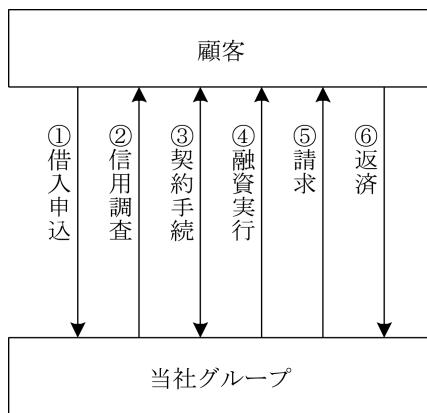 顧客
①借入申込
②信用調査
③契約手続
④融資実行
⑤請求
⑥返済
当社グループ